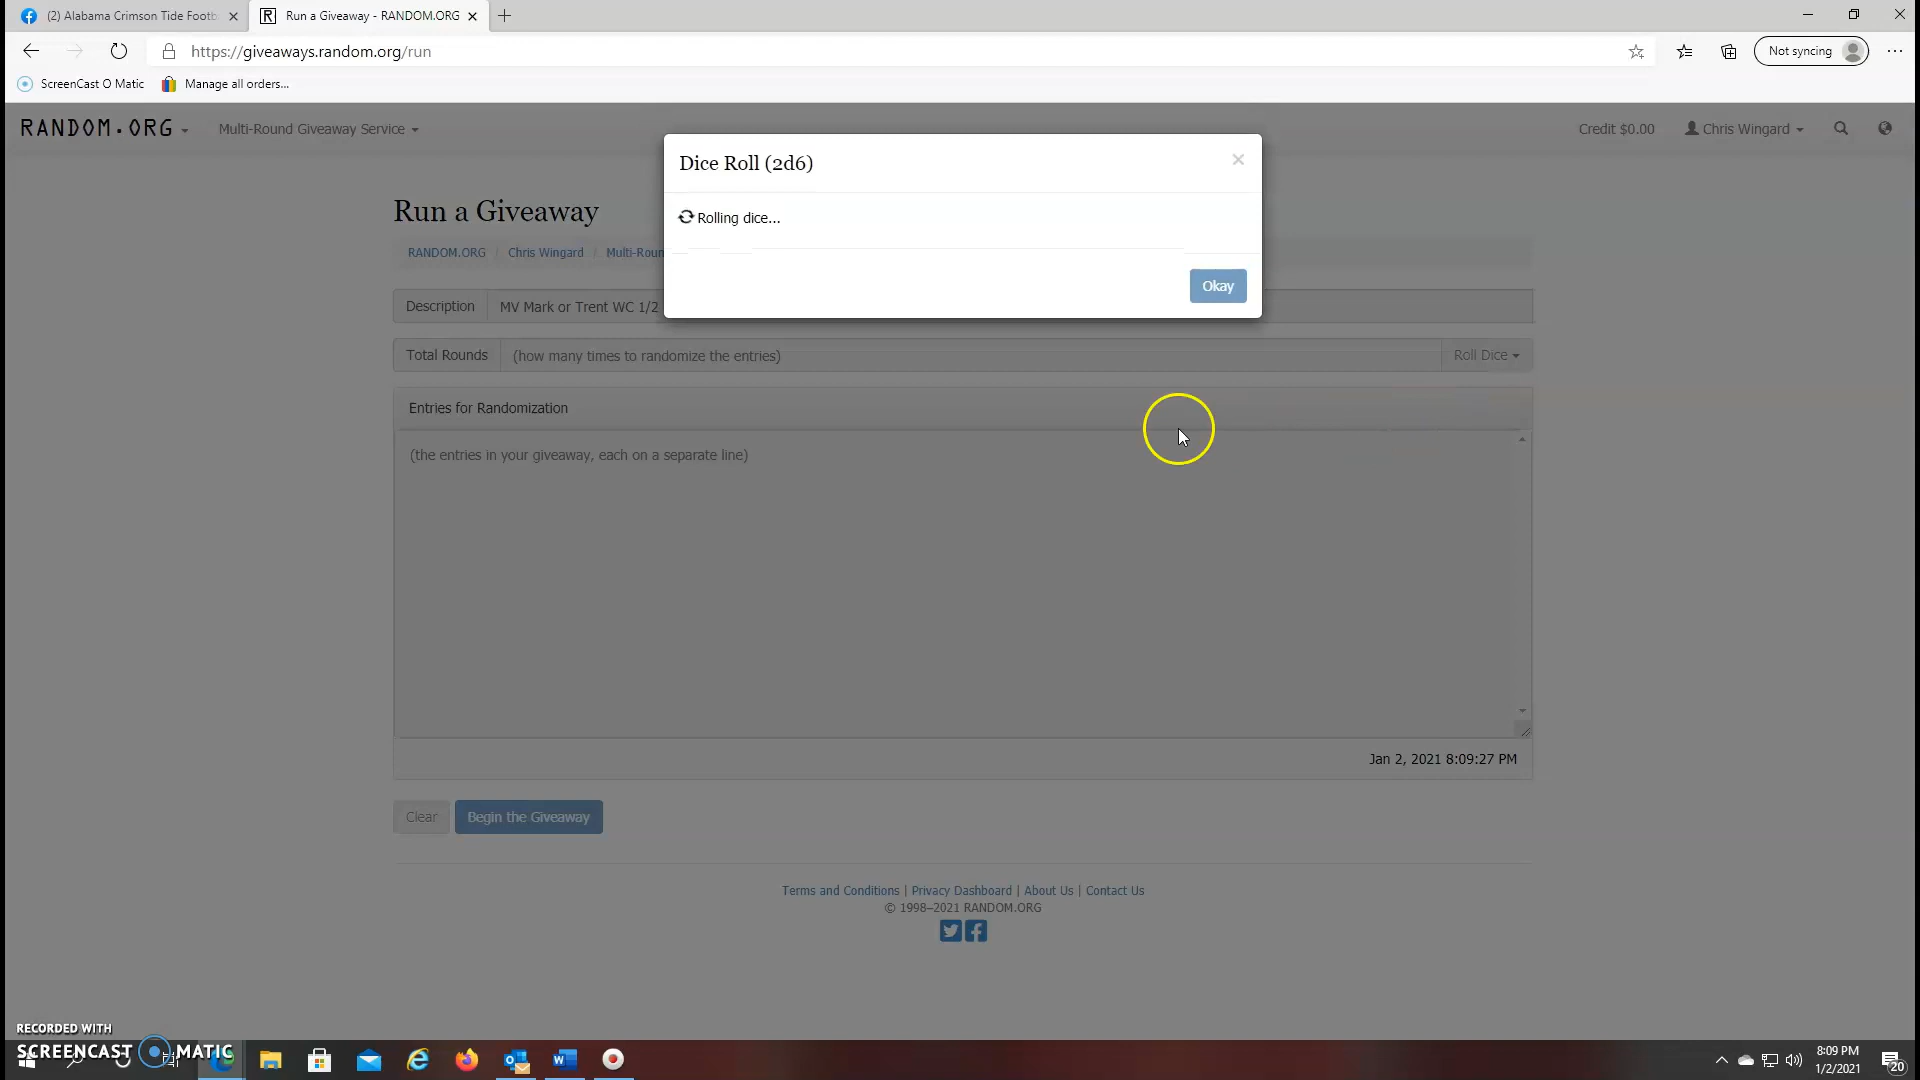 (2) Alabama Crimson Tide Footb
Run a Giveaway - RANDOM.ORG
https://giveaways.random.org/run
Not syncing
ScreenCast O Matic
Manage all orders...
RANDOM.ORG
Multi-Round Giveaway Service
Credit $0.00
Chris Wingard
Dice Roll (2d6)
Rolling dice...
Okay
Run a Giveaway
RANDOM.ORG / Chris Wingard / Multi-Roun
Description
MV Mark or Trent WC 1/2
Total Rounds
(how many times to randomize the entries)
Roll Dice
Entries for Randomization
(the entries in your giveaway, each on a separate line)
Jan 2, 2021 8:09:27 PM
Clear
Begin the Giveaway
Terms and Conditions | Privacy Dashboard | About Us | Contact Us
© 1998–2021 RANDOM.ORG
RECORDED WITH
SCREENCAST MATIC
8:09 PM
1/2/2021
20